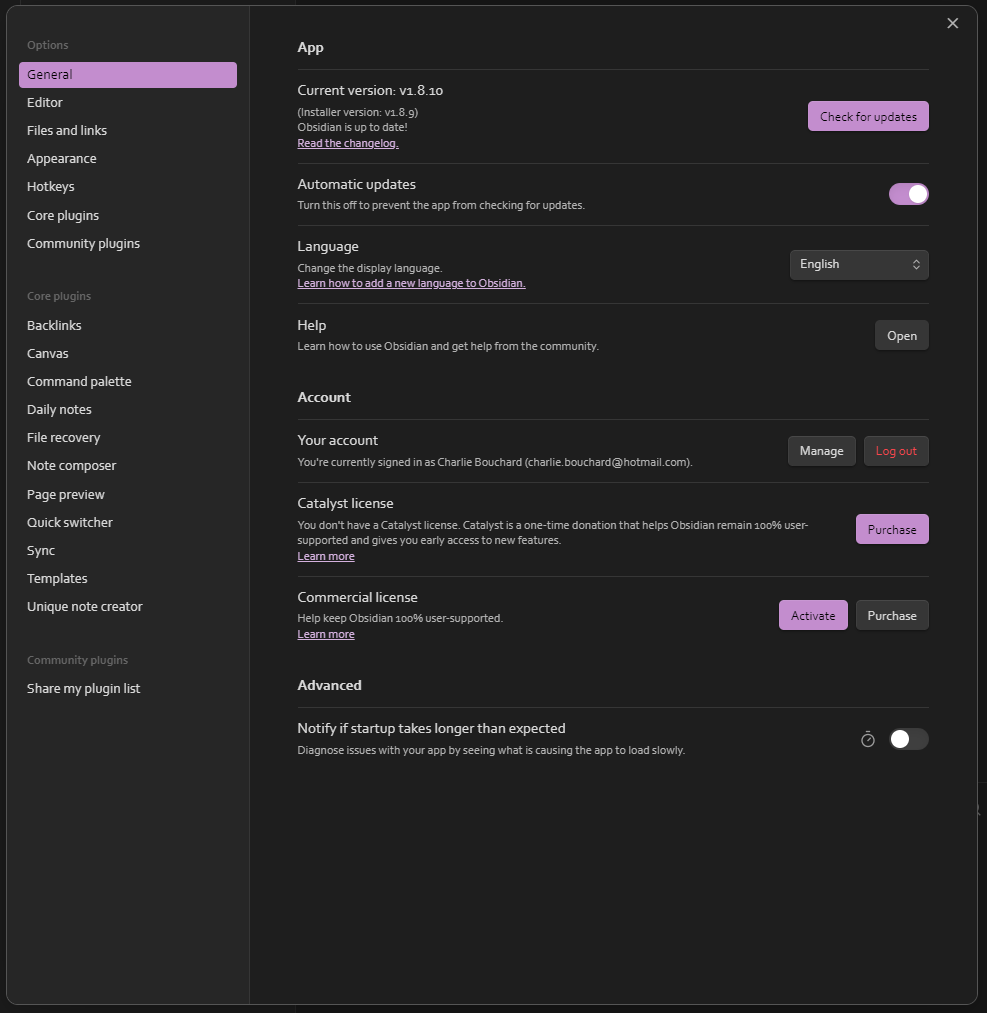 Options
General
Editor
Files and links
Appearance
Hotkeys
Core plugins
Community plugins
Core plugins
Backlinks
Canvas
Command palette
Daily notes
File recovery
Note composer
Page preview
Quick switcher
Sync
Templates
Unique note creator
Community plugins
Share my plugin list
App
Current version: v1.8.10
(Installer version: v1.8.9)
Obsidian is up to date!
Read the changelog.
Check for updates
Automatic updates
Turn this off to prevent the app from checking for updates.
Language
Change the display language.
Learn how to add a new language to Obsidian.
English
Help
Learn how to use Obsidian and get help from the community.
Open
Account
Your account
You're currently signed in as Charlie Bouchard (charlie.bouchard@hotmail.com).
Manage
Log out
Catalyst license
You don't have a Catalyst license. Catalyst is a one-time donation that helps Obsidian remain 100% user-
supported and gives you early access to new features.
Learn more
Purchase
Commercial license
Help keep Obsidian 100% user-supported.
Learn more
Activate
Purchase
Advanced
Notify if startup takes longer than expected
Diagnose issues with your app by seeing what is causing the app to load slowly.